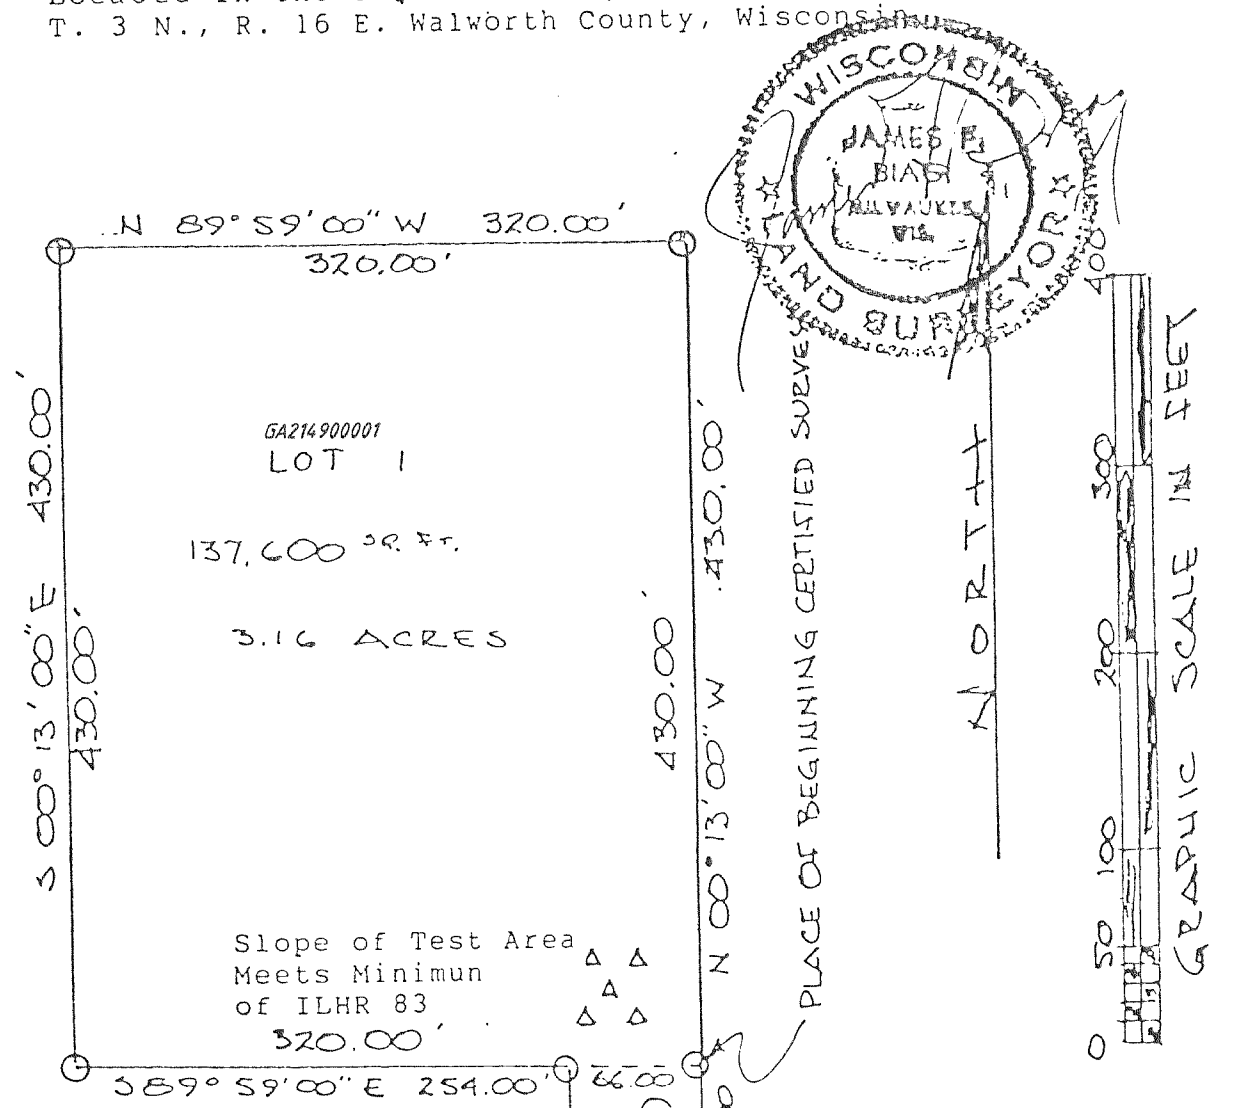 T. 3 N., R. 16 E. Walworth County, Wisconsin
WISCONSIN
JAMES F.
BIAGI
MILWAUKEE
WIS.
LAND SURVEYOR
N 89° 59' 00" W 320.00'
320.00'
S 00° 13' 00" E 430.00'
430.00'
GA214900001
LOT 1
137,600 SQ. FT.
3.16 ACRES
430.00'
N 00° 13' 00" W 430.00'
PLACE OF BEGINNING CERTIFIED SURVEY
NORTH
0 50 100 200 300 400
GRAPHIC SCALE IN FEET
Slope of Test Area
Meets Minimun
of ILHR 83
320.00'
S 89° 59' 00" E 254.00' 66.00